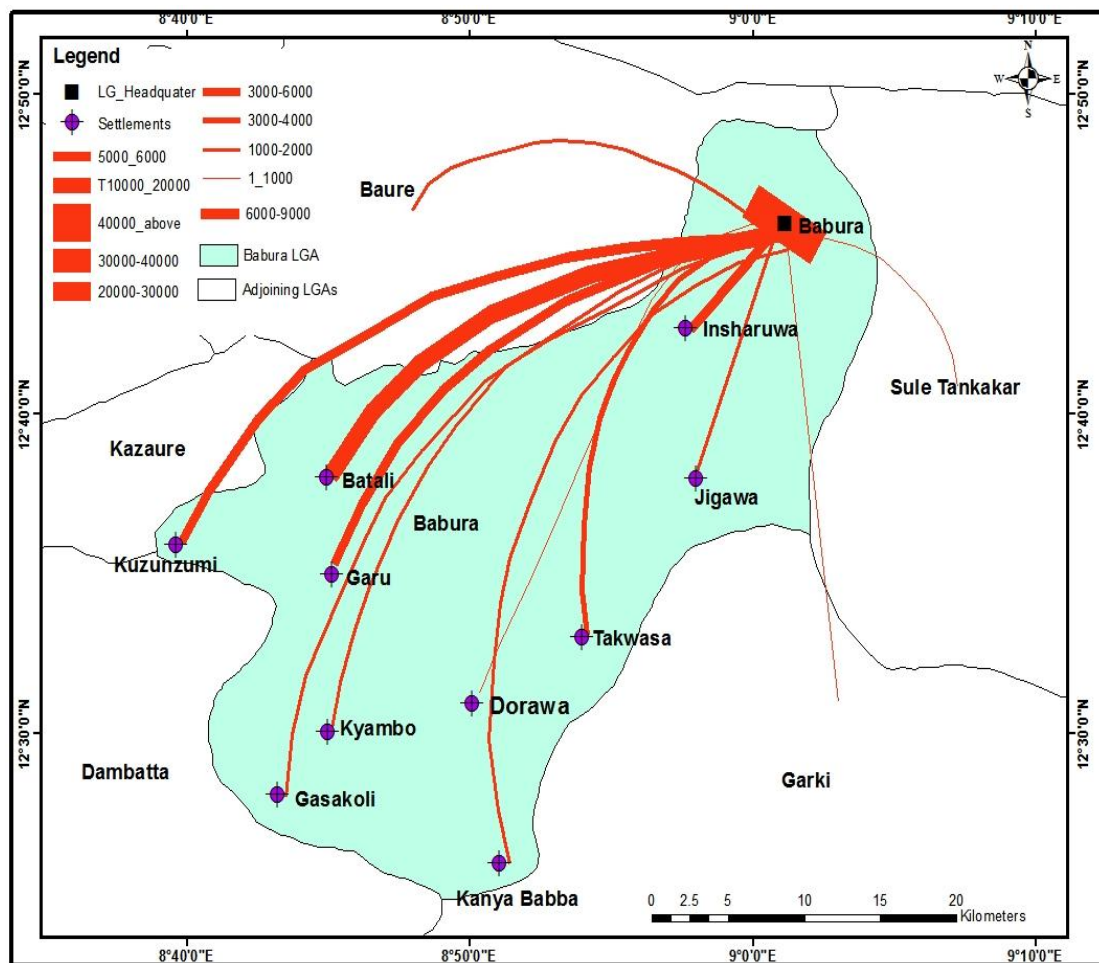 8°40'0"E 8°50'0"E 9°0'0"E 9°10'0"E
Legend
LG_Headquater
Settlements
5000_6000
T10000_20000
40000_above
30000-40000
20000-30000
3000-6000
3000-4000
1000-2000
1_1000
6000-9000
Babura LGA
Adjoining LGAs
N
W E
S
12°50'0"N
12°50'0"N
Baure
Babura
Insharuwa
Sule Tankakar
12°40'0"N
12°40'0"N
Kazaure
Batali
Jigawa
Babura
Kuzunzumi
Garu
Takwasa
Dorawa
Kyambo
12°30'0"N
12°30'0"N
Dambatta
Garki
Gasakoli
Kanya Babba
0 2.5 5 10 15 20
Kilometers
8°40'0"E 8°50'0"E 9°0'0"E 9°10'0"E